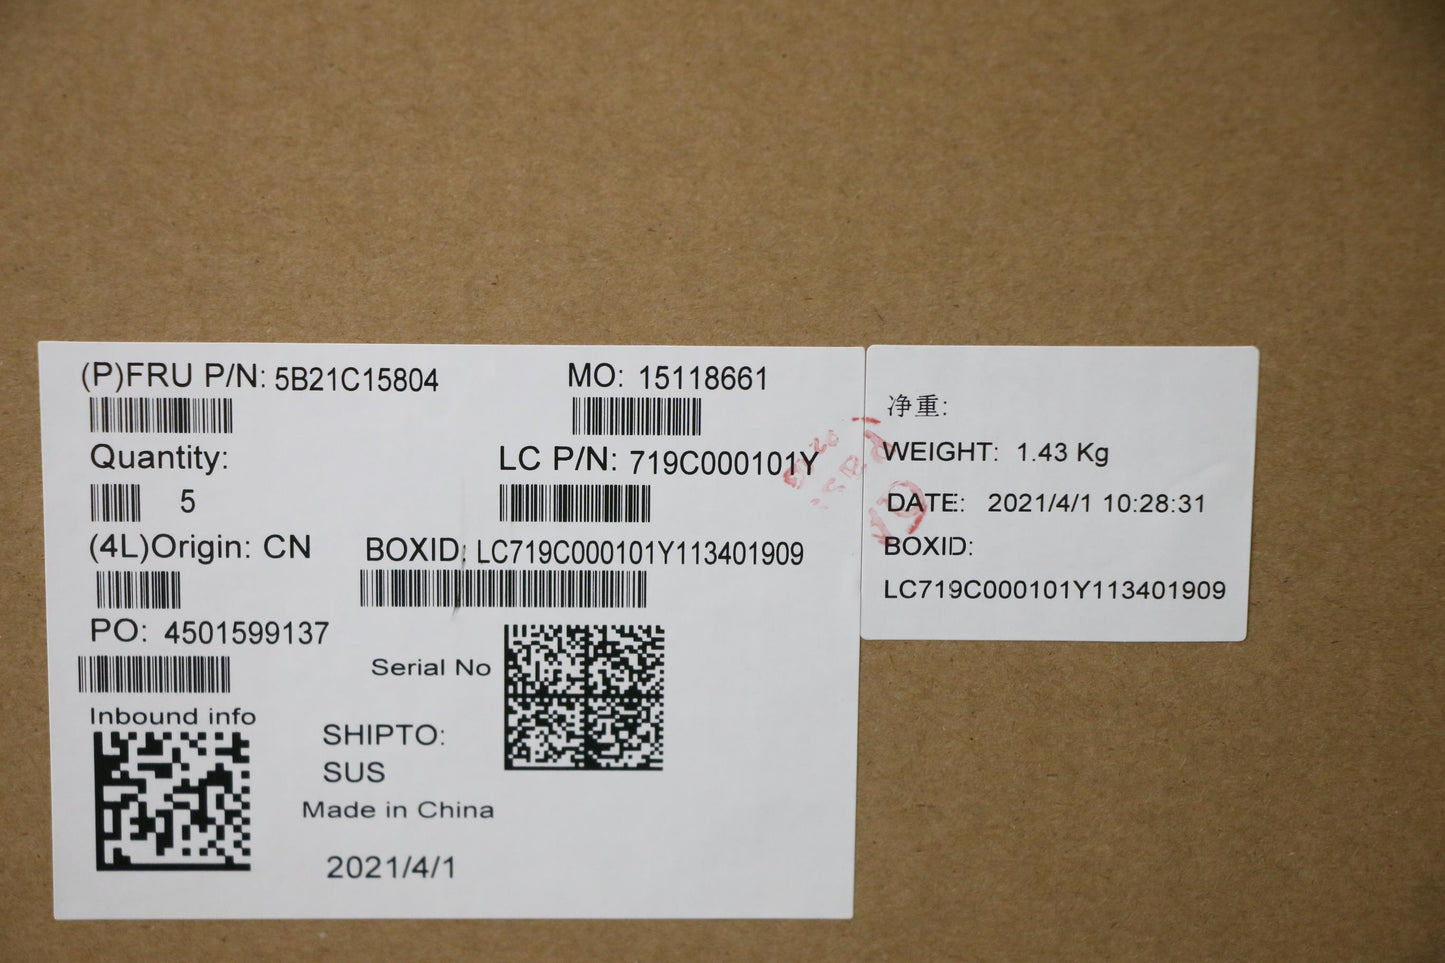 (P)FRU P/N: 5B21C15804
MO: 15118661
Quantity:
5
LC P/N: 719C000101Y
(4L)Origin: CN
BOXID: LC719C000101Y113401909
PO: 4501599137
Serial No
Inbound info
SHIPTO:
SUS
Made in China
2021/4/1
净重:
WEIGHT: 1.43 Kg
DATE: 2021/4/1 10:28:31
BOXID:
LC719C000101Y113401909